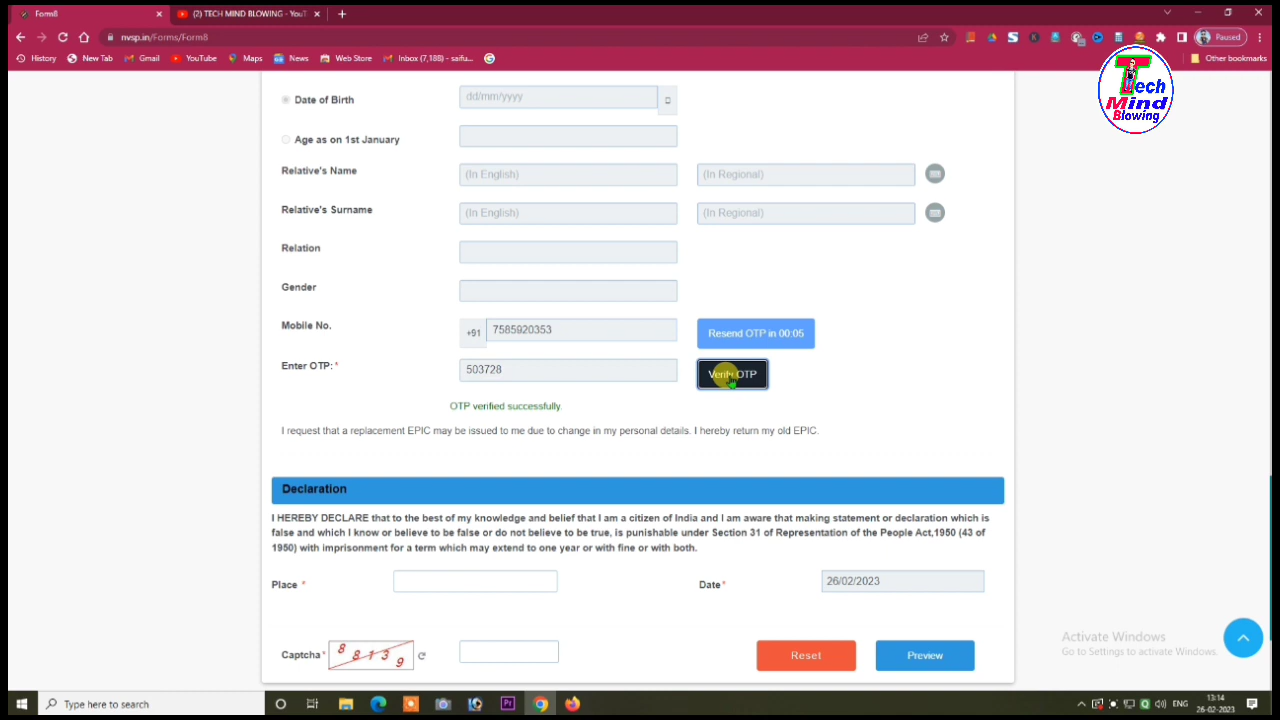 Form8
(2) TECH MIND BLOWING - YouT
nvsp.in/Forms/Form8
Paused
History
New Tab
Gmail
YouTube
Maps
News
Web Store
Inbox (7,188) - saifu...
Other bookmarks
Tech
Mind
Blowing
Date of Birth
dd/mm/yyyy
Age as on 1st January
Relative's Name
(In English)
(In Regional)
Relative's Surname
(In English)
(In Regional)
Relation
Gender
Mobile No.
+91
7585920353
Resend OTP in 00:05
Enter OTP:*
503728
Verify OTP
OTP verified successfully.
I request that a replacement EPIC may be issued to me due to change in my personal details. I hereby return my old EPIC.
Declaration
I HEREBY DECLARE that to the best of my knowledge and belief that I am a citizen of India and I am aware that making statement or declaration which is
false and which I know or believe to be false or do not believe to be true, is punishable under Section 31 of Representation of the People Act,1950 (43 of
1950) with imprisonment for a term which may extend to one year or with fine or with both.
Place *
Date*
26/02/2023
Captcha*
88139
Reset
Preview
Activate Windows
Go to Settings to activate Windows.
Type here to search
ENG
13:14
26-02-2023